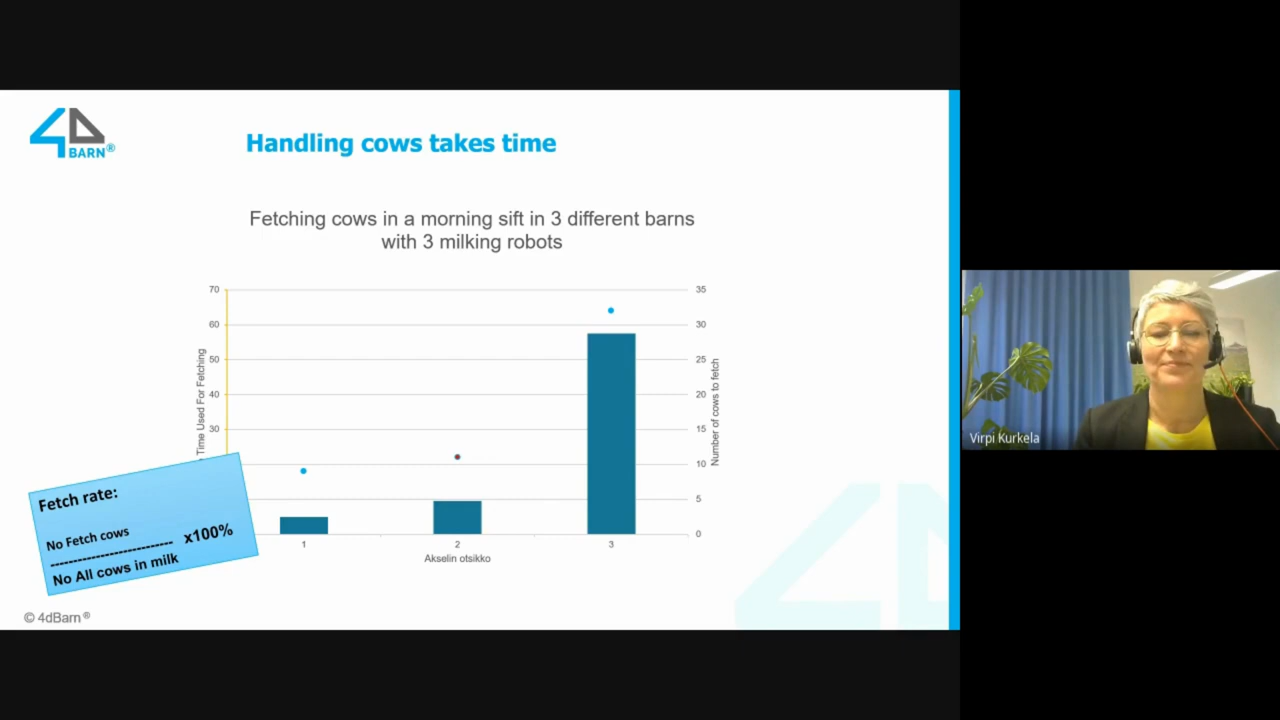 4D
BARN®
Handling cows takes time
Fetching cows in a morning sift in 3 different barns
with 3 milking robots
70
60
50
40
30
Time Used For Fetching
35
30
25
20
15
10
5
0
Number of cows to fetch
1
2
3
Akselin otsikko
Fetch rate:
No Fetch cows
--------------------------- x100%
No All cows in milk
© 4dBarn®
Virpi Kurkela